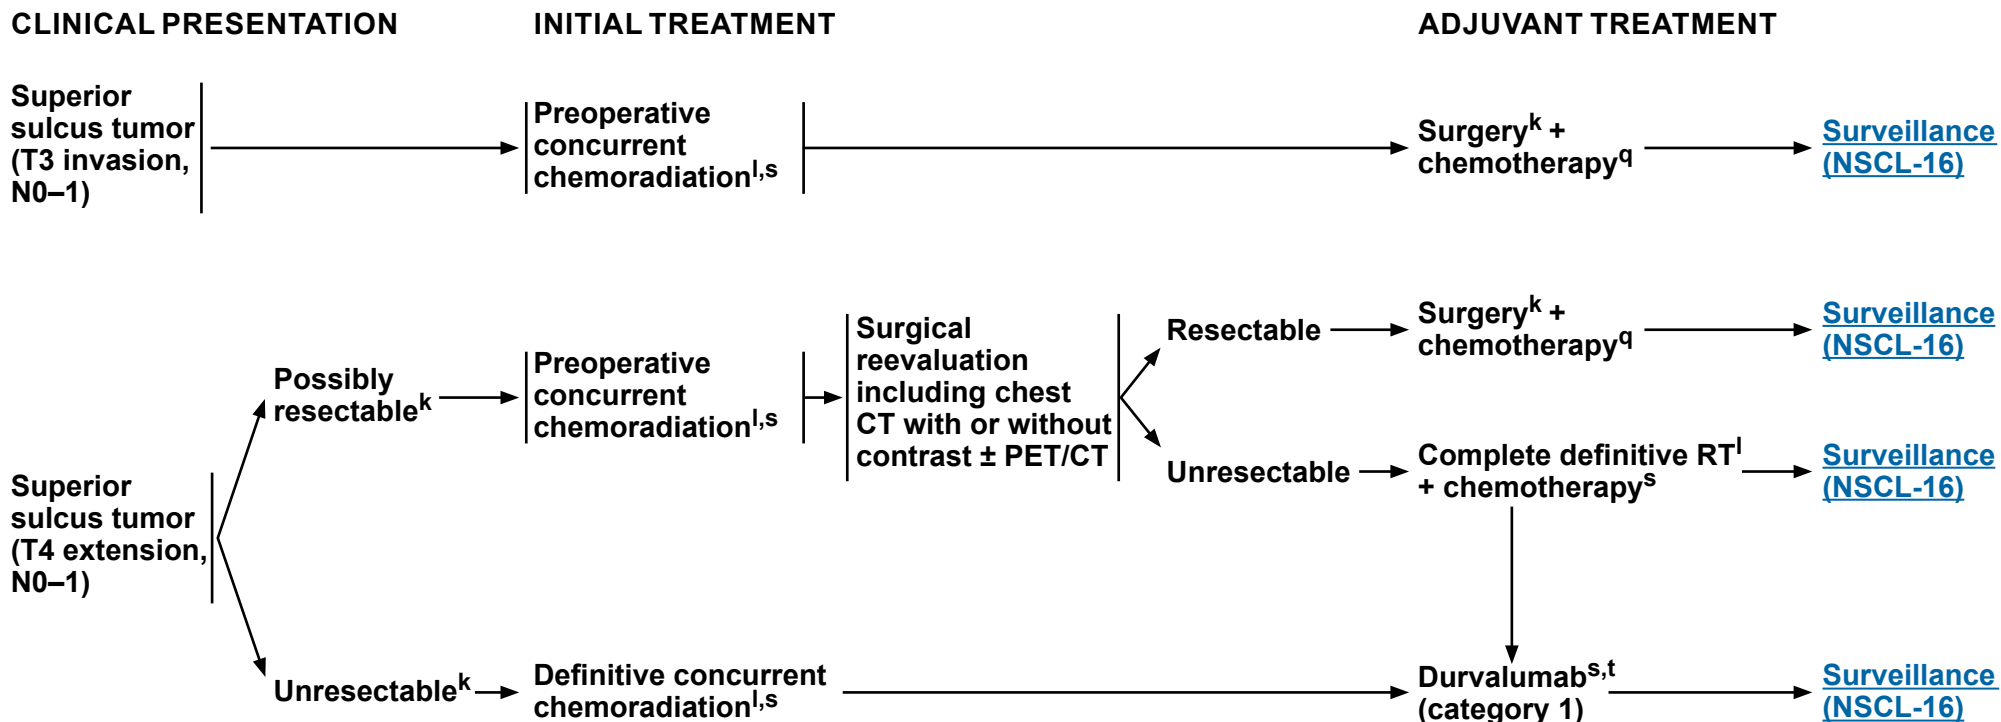 CLINICAL PRESENTATION
INITIAL TREATMENT
ADJUVANT TREATMENT
Superior
sulcus tumor
(T3 invasion,
N0–1)
Preoperative
concurrent
chemoradiationl,s
Surgeryk +
chemotherapyq
Surveillance
(NSCL-16)
Superior
sulcus tumor
(T4 extension,
N0–1)
Possibly
resectablek
Preoperative
concurrent
chemoradiationl,s
Surgical
reevaluation
including chest
CT with or without
contrast ± PET/CT
Resectable
Surgeryk +
chemotherapyq
Surveillance
(NSCL-16)
Unresectable
Complete definitive RTl
+ chemotherapys
Surveillance
(NSCL-16)
Unresectablek
Definitive concurrent
chemoradiationl,s
Durvalumabs,t
(category 1)
Surveillance
(NSCL-16)